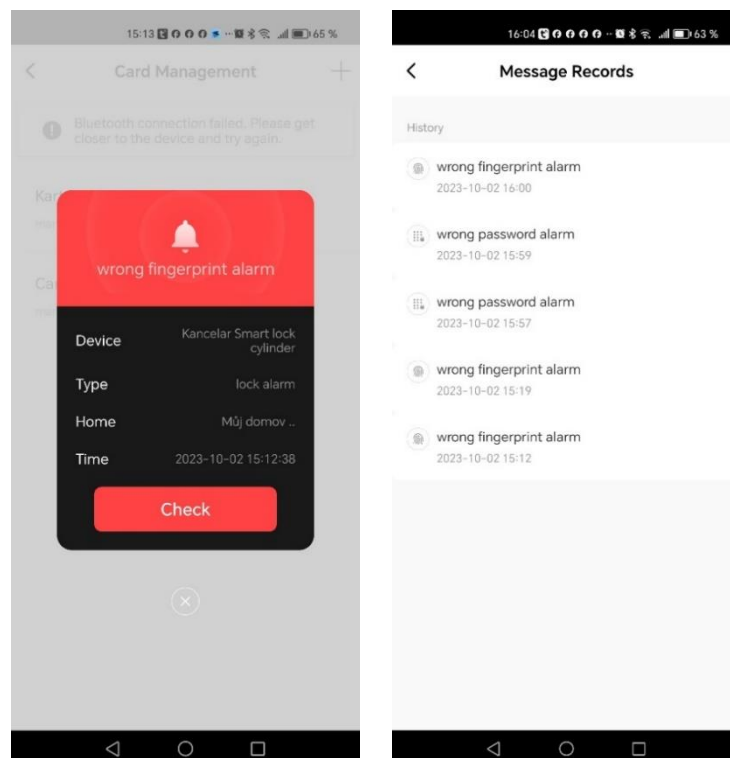 15:13
65 %
Card Management
Bluetooth connection failed. Please get
closer to the device and try again.
wrong fingerprint alarm
Device
Kancelar Smart lock
cylinder
Type
lock alarm
Home
Můj domov ..
Time
2023-10-02 15:12:38
Check
16:04
63 %
Message Records
History
wrong fingerprint alarm
2023-10-02 16:00
wrong password alarm
2023-10-02 15:59
wrong password alarm
2023-10-02 15:57
wrong fingerprint alarm
2023-10-02 15:19
wrong fingerprint alarm
2023-10-02 15:12